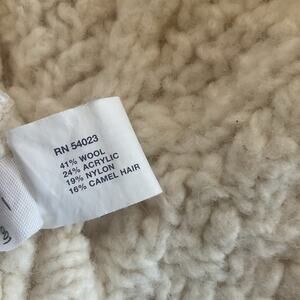 RN 54023
41% WOOL
24% ACRYLIC
19% NYLON
16% CAMEL HAIR